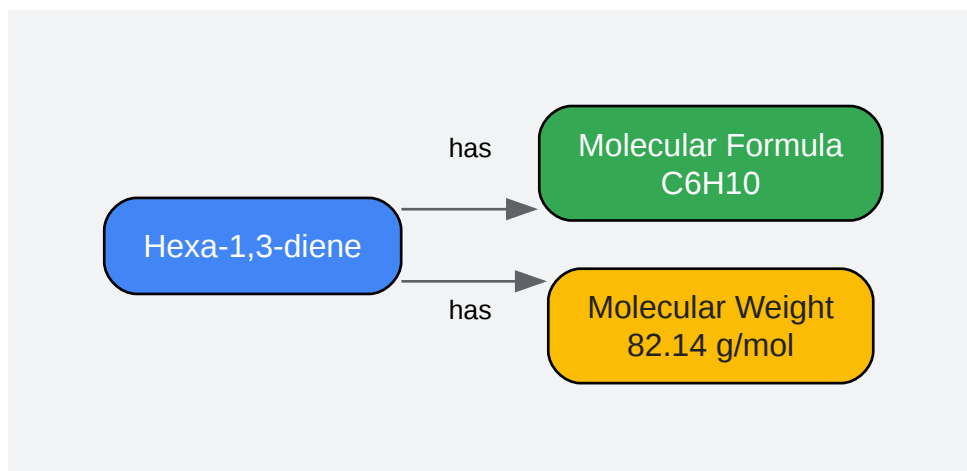 has
Molecular Formula
C6H10
Hexa-1,3-diene
has
Molecular Weight
82.14 g/mol